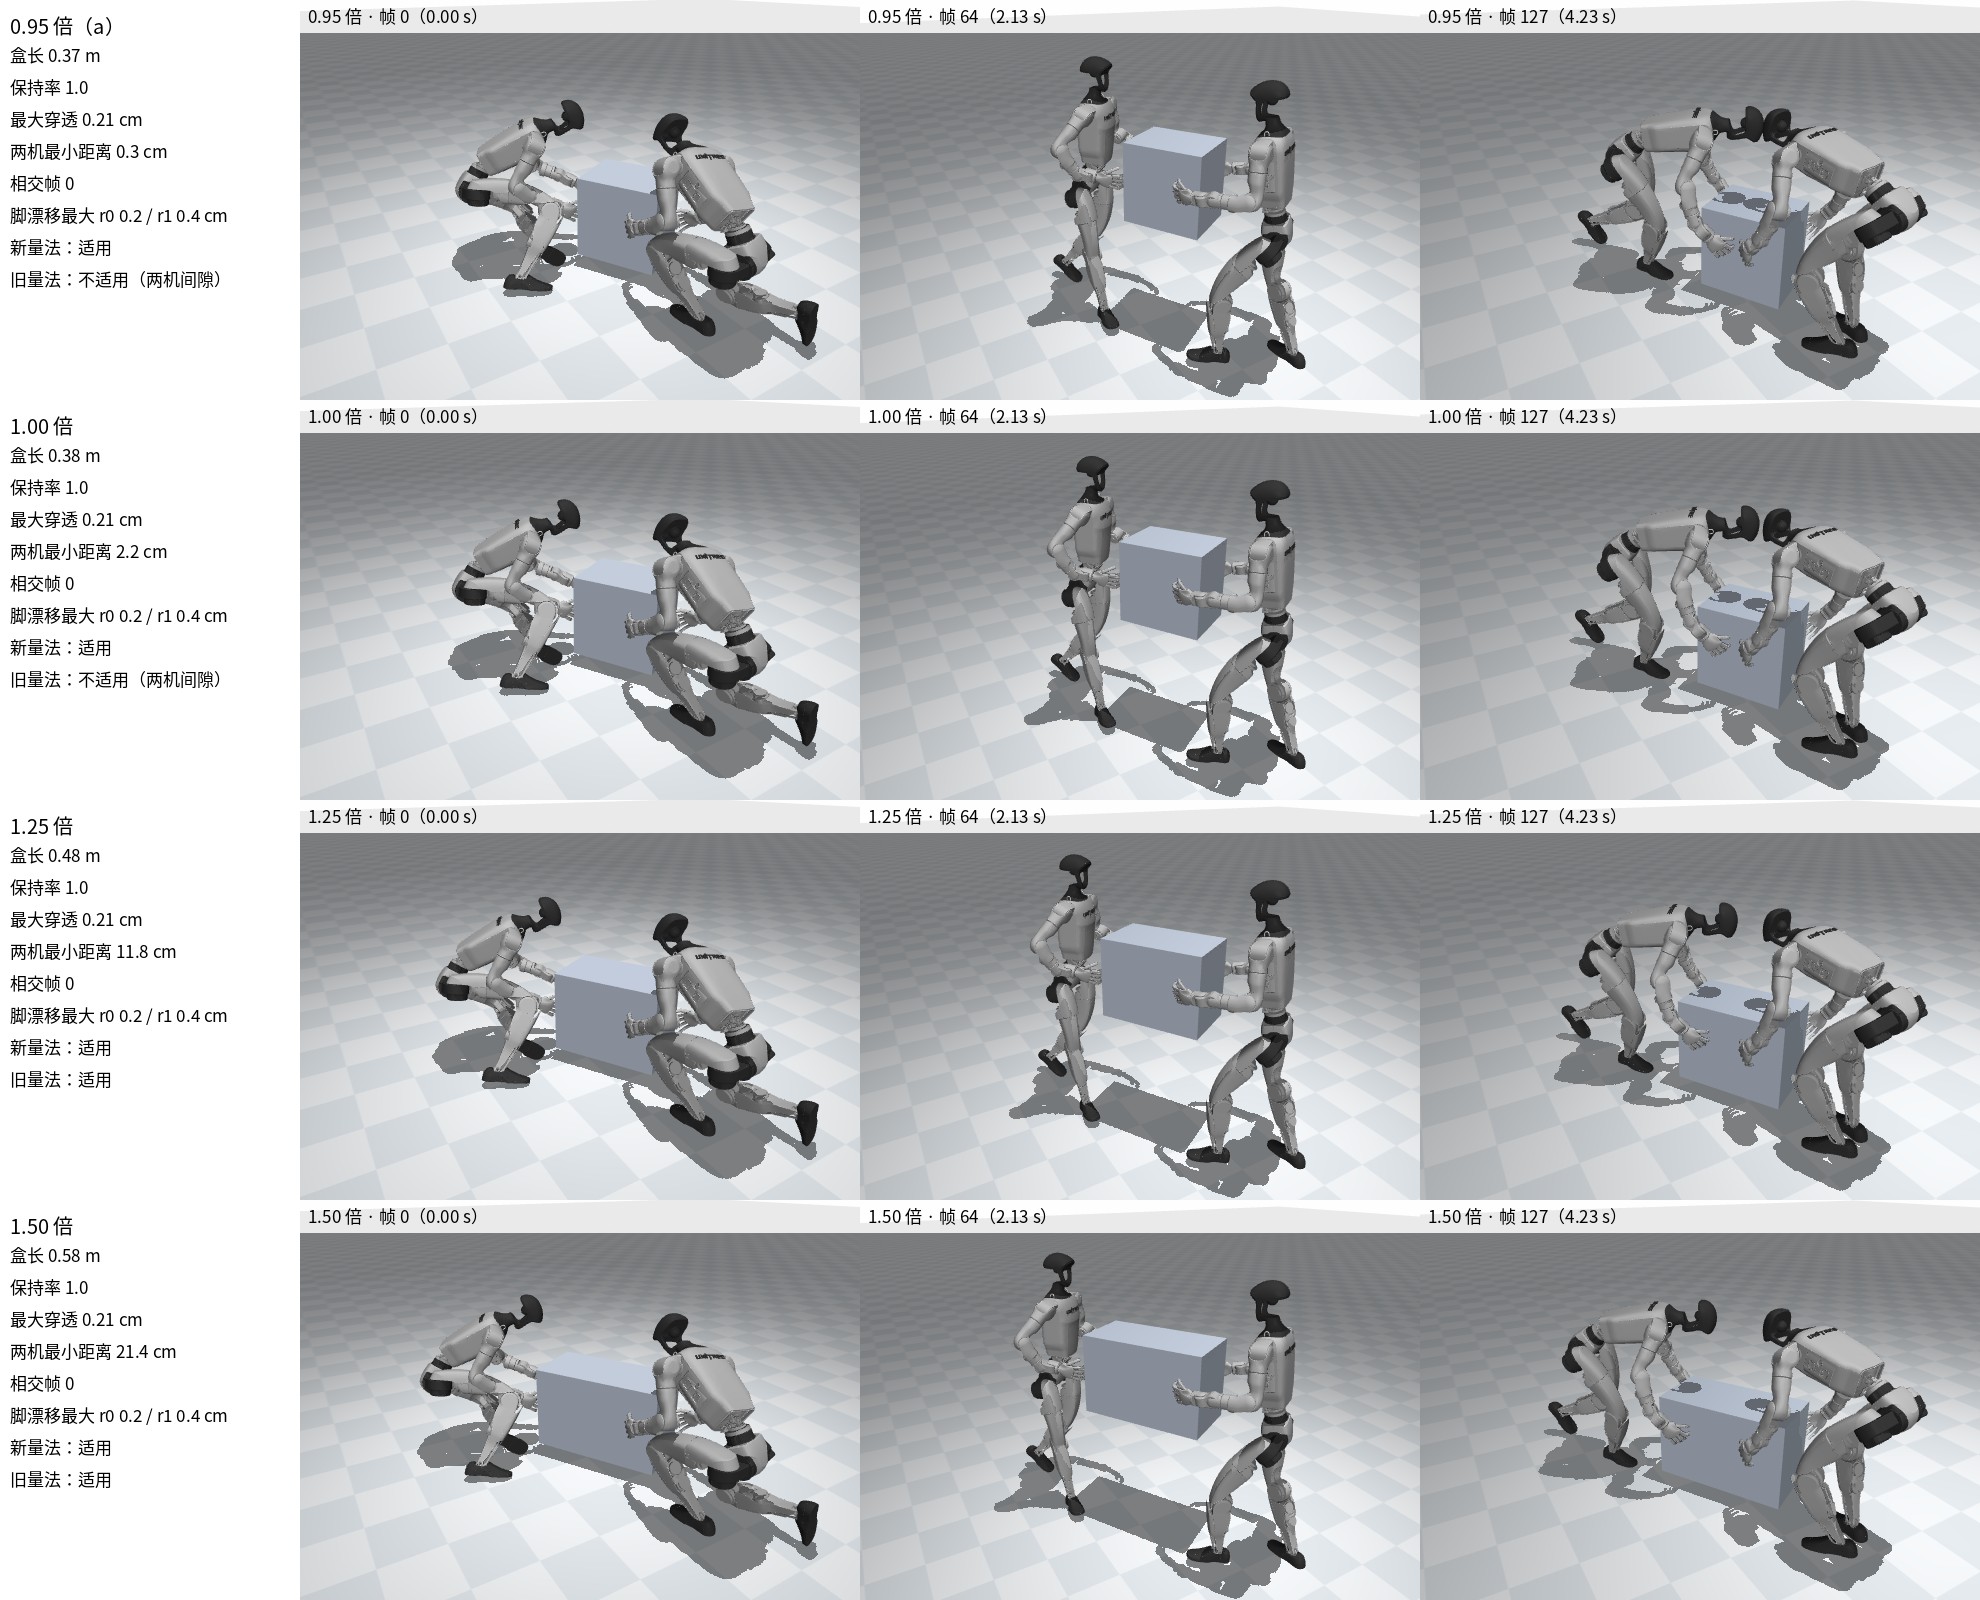 0.95 倍（a）
盒长 0.37 m
保持率 1.0
最大穿透 0.21 cm
两机最小距离 0.3 cm
相交帧 0
脚漂移最大 r0 0.2 / r1 0.4 cm
新量法：适用
旧量法：不适用（两机间隙）
0.95 倍 · 帧 0（0.00 s）
0.95 倍 · 帧 64（2.13 s）
0.95 倍 · 帧 127（4.23 s）
1.00 倍
盒长 0.38 m
保持率 1.0
最大穿透 0.21 cm
两机最小距离 2.2 cm
相交帧 0
脚漂移最大 r0 0.2 / r1 0.4 cm
新量法：适用
旧量法：不适用（两机间隙）
1.00 倍 · 帧 0（0.00 s）
1.00 倍 · 帧 64（2.13 s）
1.00 倍 · 帧 127（4.23 s）
1.25 倍
盒长 0.48 m
保持率 1.0
最大穿透 0.21 cm
两机最小距离 11.8 cm
相交帧 0
脚漂移最大 r0 0.2 / r1 0.4 cm
新量法：适用
旧量法：适用
1.25 倍 · 帧 0（0.00 s）
1.25 倍 · 帧 64（2.13 s）
1.25 倍 · 帧 127（4.23 s）
1.50 倍
盒长 0.58 m
保持率 1.0
最大穿透 0.21 cm
两机最小距离 21.4 cm
相交帧 0
脚漂移最大 r0 0.2 / r1 0.4 cm
新量法：适用
旧量法：适用
1.50 倍 · 帧 0（0.00 s）
1.50 倍 · 帧 64（2.13 s）
1.50 倍 · 帧 127（4.23 s）